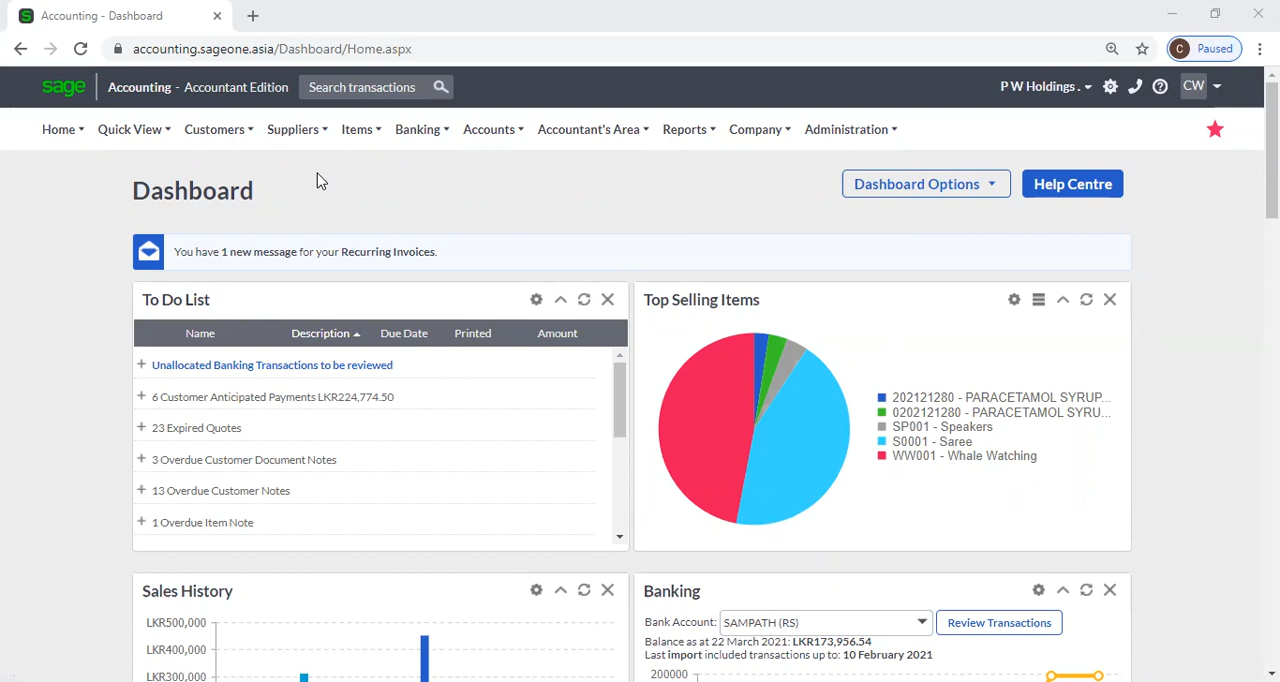 Accounting - Dashboard
accounting.sageone.asia/Dashboard/Home.aspx
C Paused
sage Accounting - Accountant Edition Search transactions P W Holdings . CW
Home Quick View Customers Suppliers Items Banking Accounts Accountant's Area Reports Company Administration
Dashboard
Dashboard Options Help Centre
You have 1 new message for your Recurring Invoices.
To Do List
Name Description Due Date Printed Amount
Unallocated Banking Transactions to be reviewed
6 Customer Anticipated Payments LKR224,774.50
23 Expired Quotes
3 Overdue Customer Document Notes
13 Overdue Customer Notes
1 Overdue Item Note
Top Selling Items
202121280 - PARACETAMOL SYRUP...
0202121280 - PARACETAMOL SYRU...
SP001 - Speakers
S0001 - Saree
WW001 - Whale Watching
Sales History
LKR500,000
LKR400,000
LKR300,000
Banking
Bank Account: SAMPATH (RS) Review Transactions
Balance as at 22 March 2021: LKR173,956.54
Last import included transactions up to: 10 February 2021
200000